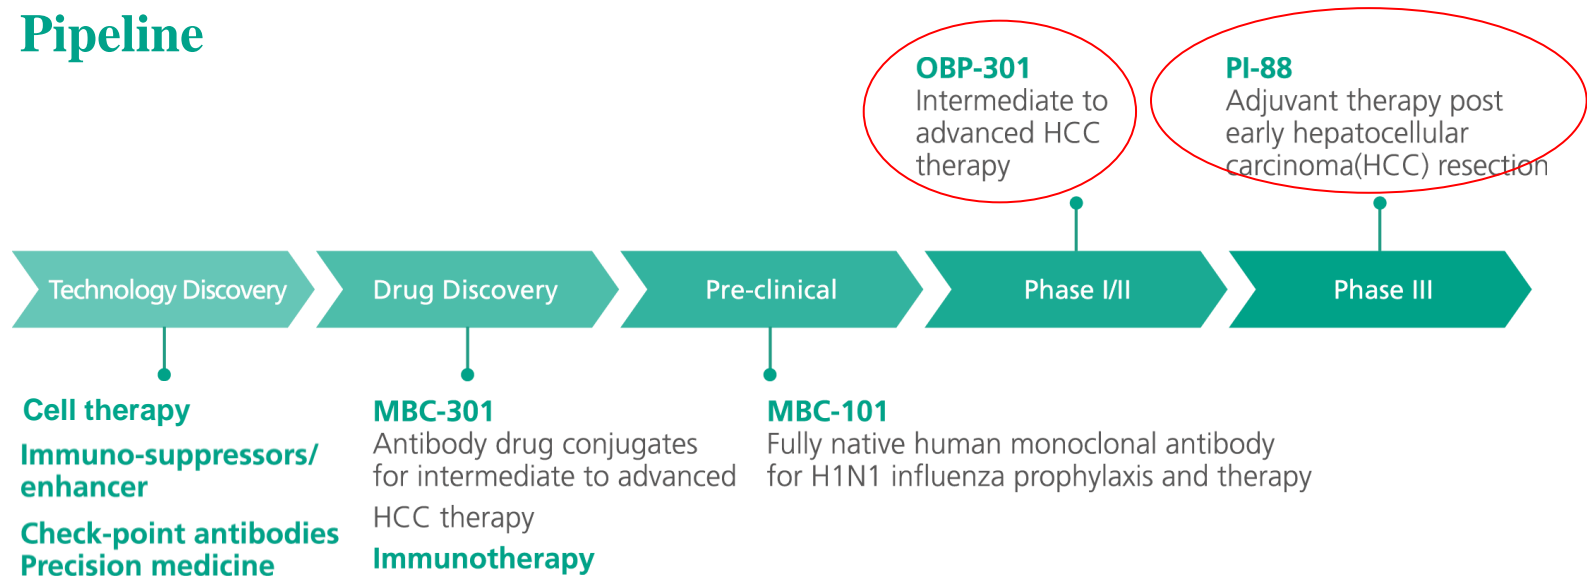 Pipeline
OBP-301
Intermediate to
advanced HCC
therapy
PI-88
Adjuvant therapy post
early hepatocellular
carcinoma(HCC) resection
Technology Discovery
Drug Discovery
Pre-clinical
Phase I/II
Phase III
Cell therapy
Immuno-suppressors/
enhancer
Check-point antibodies
Precision medicine
MBC-301
Antibody drug conjugates
for intermediate to advanced
HCC therapy
Immunotherapy
MBC-101
Fully native human monoclonal antibody
for H1N1 influenza prophylaxis and therapy